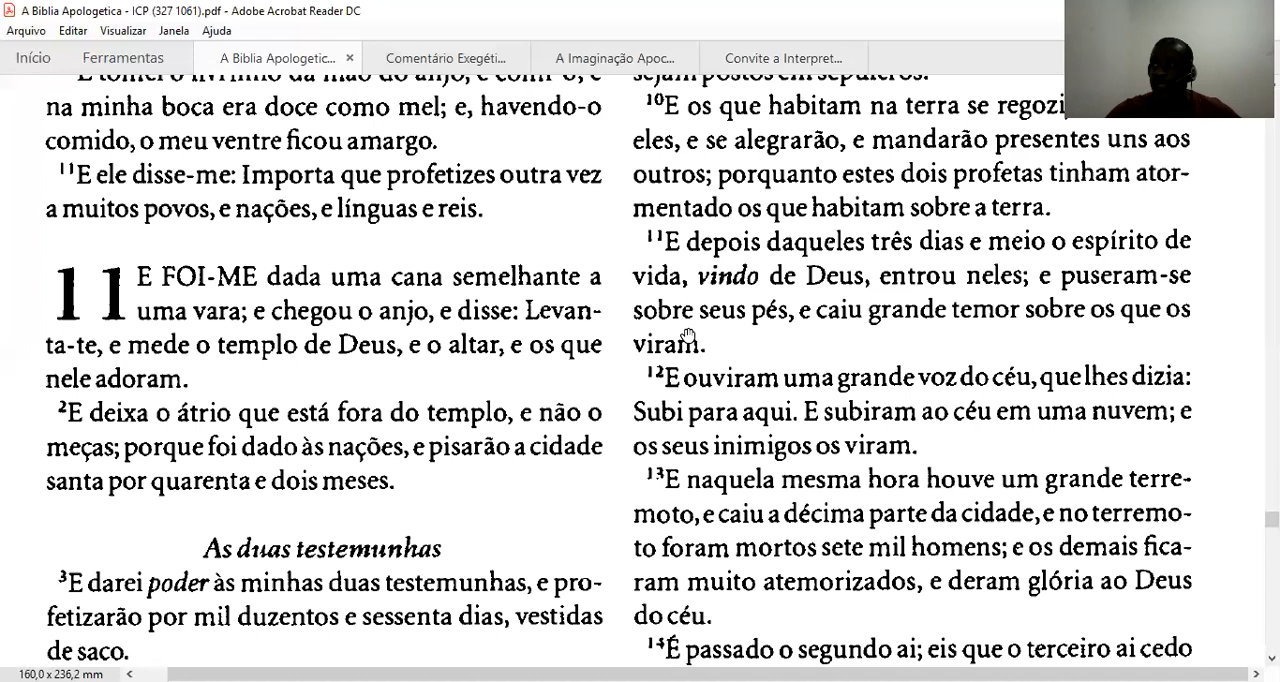 A Biblia Apologetica - ICP (327 1061).pdf - Adobe Acrobat Reader DC
Arquivo Editar Visualizar Janela Ajuda
Início Ferramentas A Biblia Apologetic... × Comentário Exegéti... A Imaginação Apoc... Convite a Interpret...
E tomei o livrinho da mão do anjo, e comi-o; e
na minha boca era doce como mel; e, havendo-o
comido, o meu ventre ficou amargo.
¹¹E ele disse-me: Importa que profetizes outra vez
a muitos povos, e nações, e línguas e reis.
11 E FOI-ME dada uma cana semelhante a
uma vara; e chegou o anjo, e disse: Levan-
ta-te, e mede o templo de Deus, e o altar, e os que
nele adoram.
²E deixa o átrio que está fora do templo, e não o
meças; porque foi dado às nações, e pisarão a cidade
santa por quarenta e dois meses.
As duas testemunhas
³E darei poder às minhas duas testemunhas, e pro-
fetizarão por mil duzentos e sessenta dias, vestidas
de saco.
sejam postos em sepulcros.
¹⁰E os que habitam na terra se
eles, e se alegrarão, e mandarão presentes uns aos
outros; porquanto estes dois profetas tinham ator-
mentado os que habitam sobre a terra.
¹¹E depois daqueles três dias e meio o espírito de
vida, vindo de Deus, entrou neles; e puseram-se
sobre seus pés, e caiu grande temor sobre os que os
viram.
¹²E ouviram uma grande voz do céu, que lhes dizia:
Subi para aqui. E subiram ao céu em uma nuvem; e
os seus inimigos os viram.
¹³E naquela mesma hora houve um grande terre-
moto, e caiu a décima parte da cidade, e no terremo-
to foram mortos sete mil homens; e os demais fica-
ram muito atemorizados, e deram glória ao Deus
do céu.
¹⁴É passado o segundo ai; eis que o terceiro ai cedo
160,0 x 236,2 mm